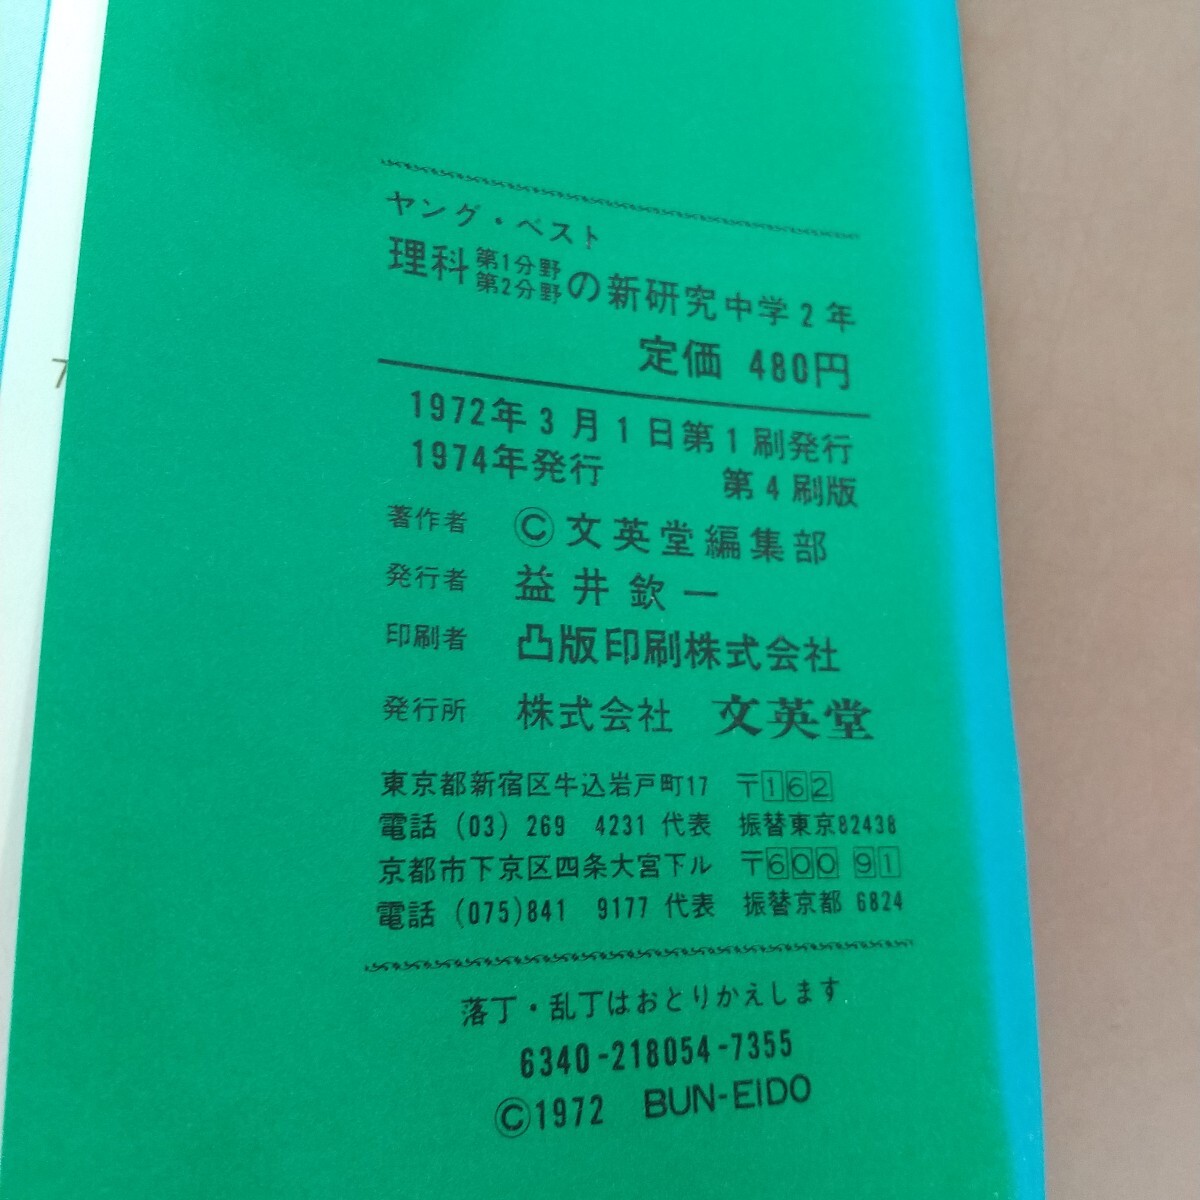 ヤング・ベスト
理科 第1分野 第2分野 の新研究 中学2年
定価 480円
1972年3月1日第1刷発行
1974年発行 第4刷版
著作者 Ⓒ文英堂編集部
発行者 益井欽一
印刷者 凸版印刷株式会社
発行所 株式会社 文英堂
東京都新宿区牛込岩戸町17 〒162
電話 (03) 269 4231 代表 振替東京82438
京都市下京区四条大宮下ル 〒600 91
電話 (075)841 9177 代表 振替京都 6824
落丁・乱丁はおとりかえします
6340-218054-7355
Ⓒ1972 BUN-EIDO